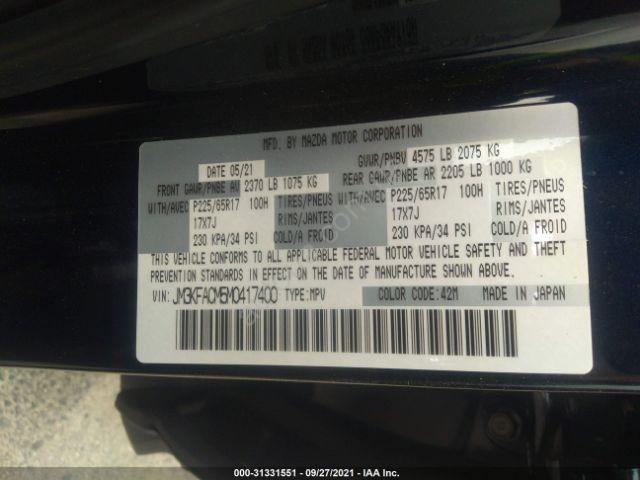 MFD. BY MAZDA MOTOR CORPORATION
DATE 05/21 GVWR/PNBV 4575 LB 2075 KG
FRONT GAWR/PNBE AV 2370 LB 1075 KG REAR GAWR/PNBE AR 2205 LB 1000 KG
WITH/AVEC P225/65R17 100H TIRES/PNEUS WITH/AVEC P225/65R17 100H TIRES/PNEUS
17X7J RIMS/JANTES 17X7J RIMS/JANTES
230 KPA/34 PSI COLD/A FROID 230 KPA/34 PSI COLD/A FROID
THIS VEHICLE CONFORMS TO ALL APPLICABLE FEDERAL MOTOR VEHICLE SAFETY AND THEFT
PREVENTION STANDARDS IN EFFECT ON THE DATE OF MANUFACTURE SHOWN ABOVE.
VIN: JM3KFACM5M0417400 TYPE:MPV COLOR CODE:42M MADE IN JAPAN
000-31331551 - 09/27/2021 - IAA Inc.